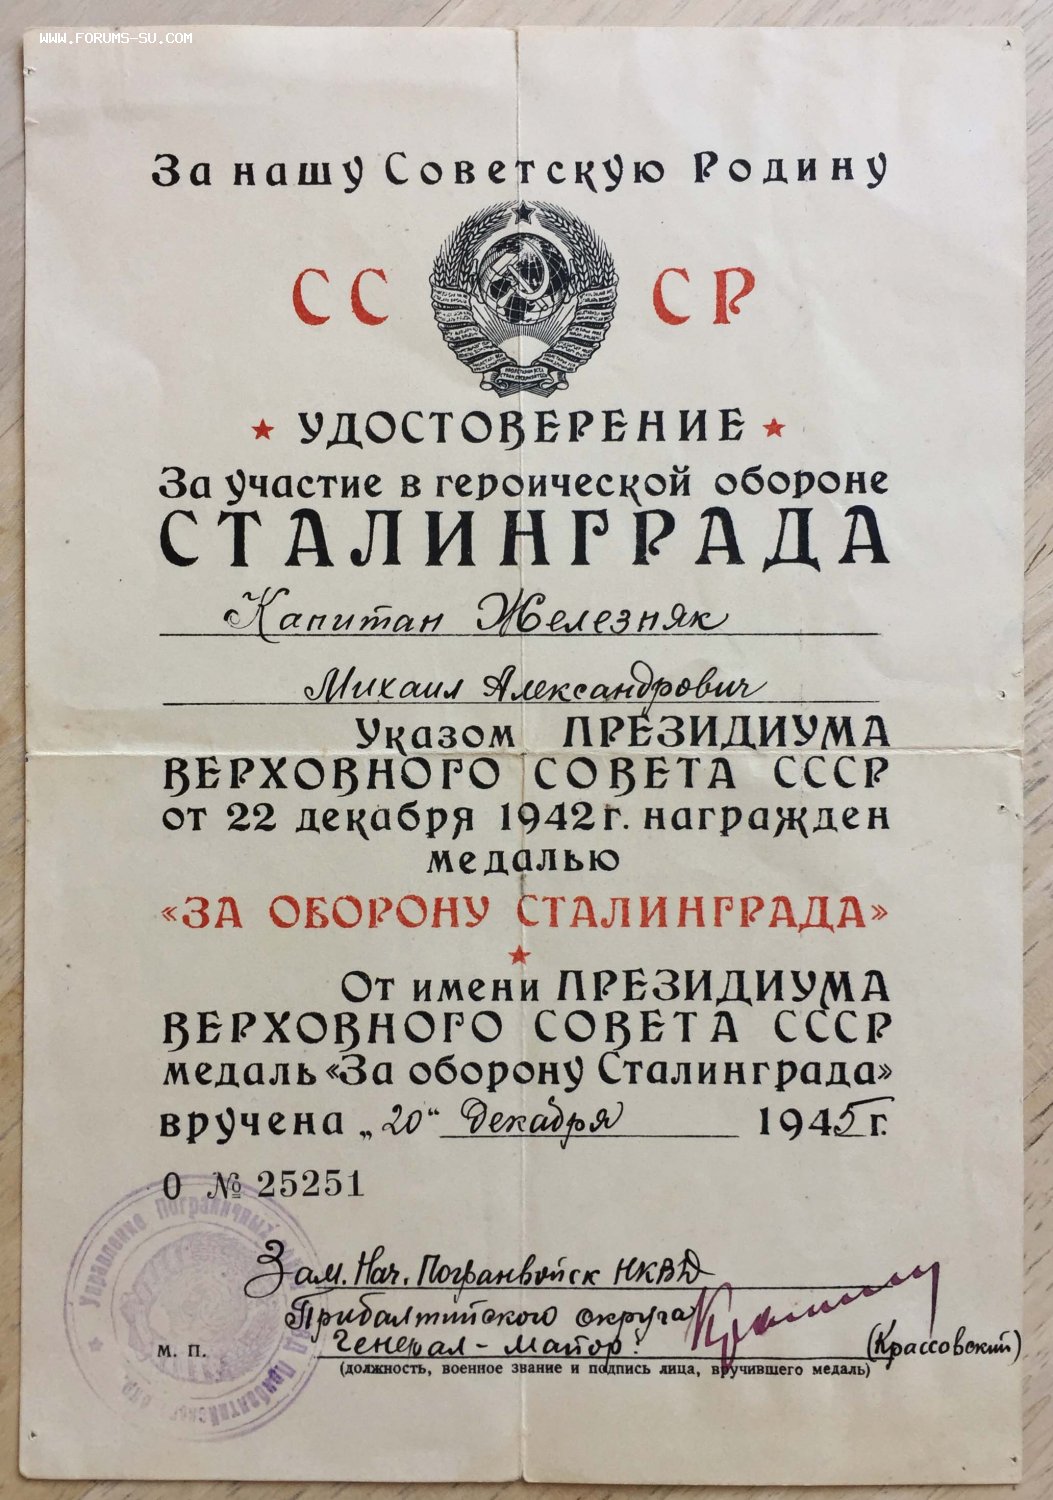 WWW.FORUMS-SU.COM
За нашу Советскую Родину
СССР
УДОСТОВЕРЕНИЕ
За участие в героической обороне
СТАЛИНГРАДА
Капитан Железняк
Михаил Александрович
Указом ПРЕЗИДИУМА
ВЕРХОВНОГО СОВЕТА СССР
от 22 декабря 1942 г. награжден
медалью
«ЗА ОБОРОНУ СТАЛИНГРАДА»
От имени ПРЕЗИДИУМА
ВЕРХОВНОГО СОВЕТА СССР
медаль «За оборону Сталинграда»
вручена „20“ Декабря 1945 г.
О № 25251
Управление Пограничных
Зам. Нач. Погранвойск НКВД
Прибалтийского округа
Генерал-майор:
(Крассовский)
м. п.
(должность, военное звание и подпись лица, вручившего медаль)